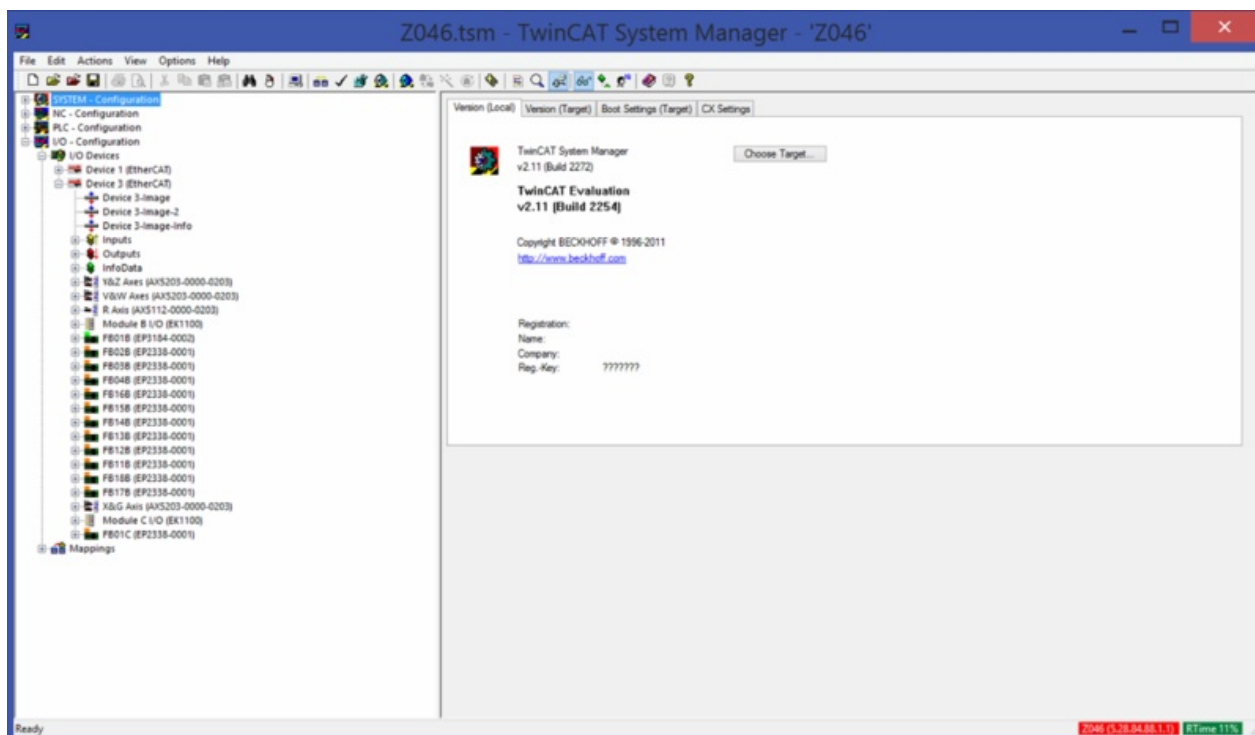 Z046.tsm - TwinCAT System Manager - 'Z046'
File Edit Actions View Options Help
SYSTEM - Configuration
NC - Configuration
PLC - Configuration
I/O - Configuration
I/O Devices
Device 1 (EtherCAT)
Device 3 (EtherCAT)
Device 3-Image
Device 3-Image-2
Device 3-Image-Info
Inputs
Outputs
InfoData
Y&Z Axes (AX5203-0000-0203)
V&W Axes (AX5203-0000-0203)
R Axis (AX5112-0000-0203)
Module B I/O (EK1100)
FB01B (EP3184-0002)
FB02B (EP2338-0001)
FB03B (EP2338-0001)
FB04B (EP2338-0001)
FB16B (EP2338-0001)
FB15B (EP2338-0001)
FB14B (EP2338-0001)
FB13B (EP2338-0001)
FB12B (EP2338-0001)
FB11B (EP2338-0001)
FB18B (EP2338-0001)
FB17B (EP2338-0001)
X&G Axis (AX5203-0000-0203)
Module C I/O (EK1100)
FB01C (EP2338-0001)
Mappings
Version (Local) Version (Target) Boot Settings (Target) CX Settings
TwinCAT System Manager
v2.11 (Build 2272)
Choose Target...
TwinCAT Evaluation
v2.11 (Build 2254)
Copyright BECKHOFF © 1996-2011
http://www.beckhoff.com
Registration:
Name:
Company:
Reg.-Key: ???????
Ready
Z046 (5.28.84.88.1.1) RTime 11%